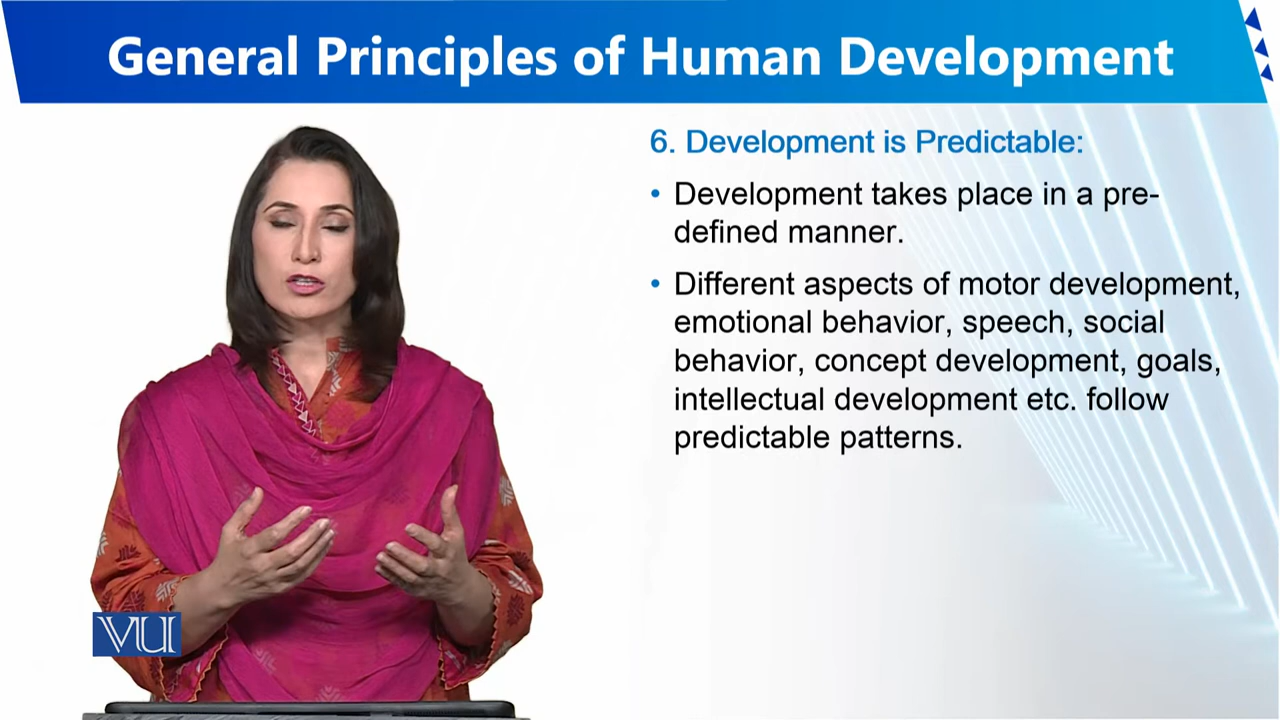 General Principles of Human Development
6. Development is Predictable:
• Development takes place in a pre-
defined manner.
• Different aspects of motor development,
emotional behavior, speech, social
behavior, concept development, goals,
intellectual development etc. follow
predictable patterns.
VU